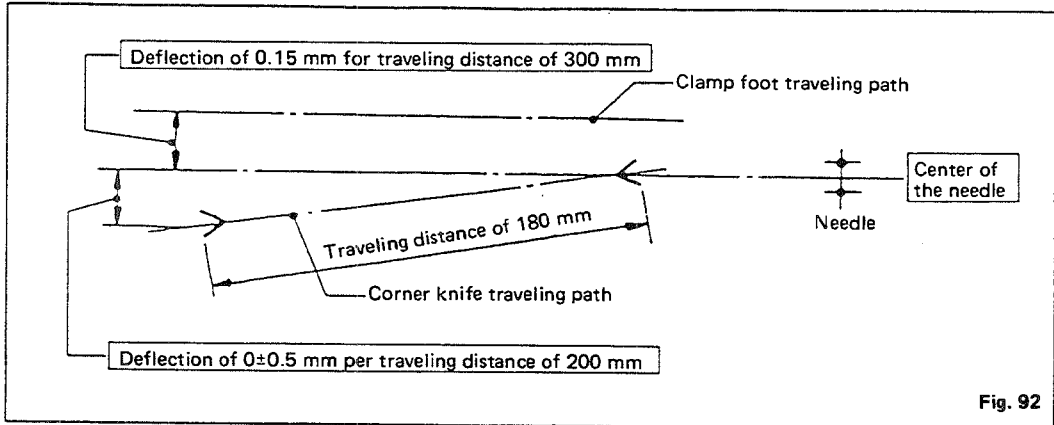 Deflection of 0.15 mm for traveling distance of 300 mm
Clamp foot traveling path
Center of
the needle
Needle
Traveling distance of 180 mm
Corner knife traveling path
Deflection of 0±0.5 mm per traveling distance of 200 mm
Fig. 92